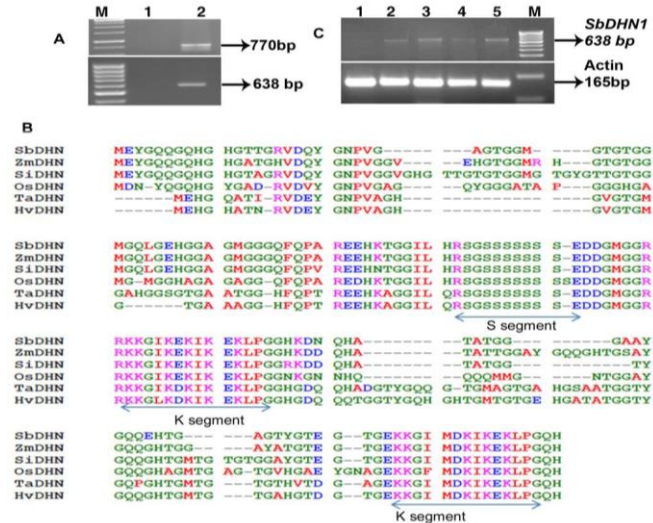 A
M 1 2
770bp
638 bp
C
1 2 3 4 5 M
SbDHN1
638 bp
Actin
165bp
B
SbDHN MEYGQQGQHG HGTTGRVDQY GNPVG------ ----AGTGGM- -----GTGTGG
ZmDHN MEYGQQGQHG HGATGHVDQY GNPVGGV--- ---EHGTGGMR H----GTGTGG
SiDHN MEYGQQGQHG HGTAGRVDQY GNPVGGVGHG TTGTGTGGMG TGYGTTGTGG
OsDHN MDN-YQQGQHG YGAD-RVDVY GNPVGAG--- ---QYGGGATA P----GGGHGA
TaDHN ------MEHG QQATI-RVDEY GNPVAGH--- ---------- -----GVGTGM
HvDHN ------MEHG HATN-RVDEY GNPVAGH--- ---------- -----GVGTGM
SbDHN MGQLGEHGGA GMGGGQFQPA REEHKTGGIL HRSGSSSSSS S-EDDGMGGR
ZmDHN MGQLGEHGGA GMGGGQFQPA REEHKTGGIL HRSGSSSSSS S-EDDGMGGR
SiDHN MGQLGEHGGA GMGGGQFQPV REEHNTGGIL HRSGSSSSSS S-EDDGMGGR
OsDHN MG-MGGHAGA GAGG-QFQPA REDHKTGGIL HRSGSSSSSS SSEDDGMGGR
TaDHN GAHGGSGTGA AATGG-HFQPT REEHKAGGIL QRSGSSSSSS S-EDDGMGGR
HvDHN G-------GA AAGG-HFQPT REEHKAGGIL QRSGSSSSSS S-EDDGMGGR
S segment
SbDHN RKKGIKEKIK EKLPGGHKDN QHA------- ---TATGG-- ------GAAY
ZmDHN RKKGIKEKIK EKLPGGHKDD QHA------- ---TATTGGAY GQQGHTGSAY
SiDHN RKKGIKEKIK EKLPGGRKDD QHA------- ---TATGG-- --------TY
OsDHN RKKGIKEKIK EKLPGGNKGN NHQ------- ---QQQMMG-- -----NTGGAY
TaDHN RKKGIKDKIK EKLPGGHGDQ QHADGTYGQQ G-TGMAGTGA HGSAATGGTY
HvDHN RKKGLKDKIK EKLPGGHGDQ QQTGGTYGQH GHTGMTGTGE HGATATGGTY
K segment
SbDHN GQQEHTG--- --AGTYGTE G--TGEKKGI MDKIKEKLPGQH
ZmDHN GQQGHTGG-- --AYATGTE G--TGEKKGI MDKIKEKLPGQH
SiDHN GQQGHTGMTG TGTGGAYGTE G--TGEKKGI MDKIKEKLPGQH
OsDHN GQQGHAGMTG AG-TGVHGAE YGNAGEKKGF MDKIKEKLPGQH
TaDHN GQPGHTGMTG ---TGAHGTD G--TGEKKGI MDKIKEKLPGQH
HvDHN GQQGHTGMTG ---TGTHVTD G--TGEKKGI MDKIKEKLPGQH
K segment